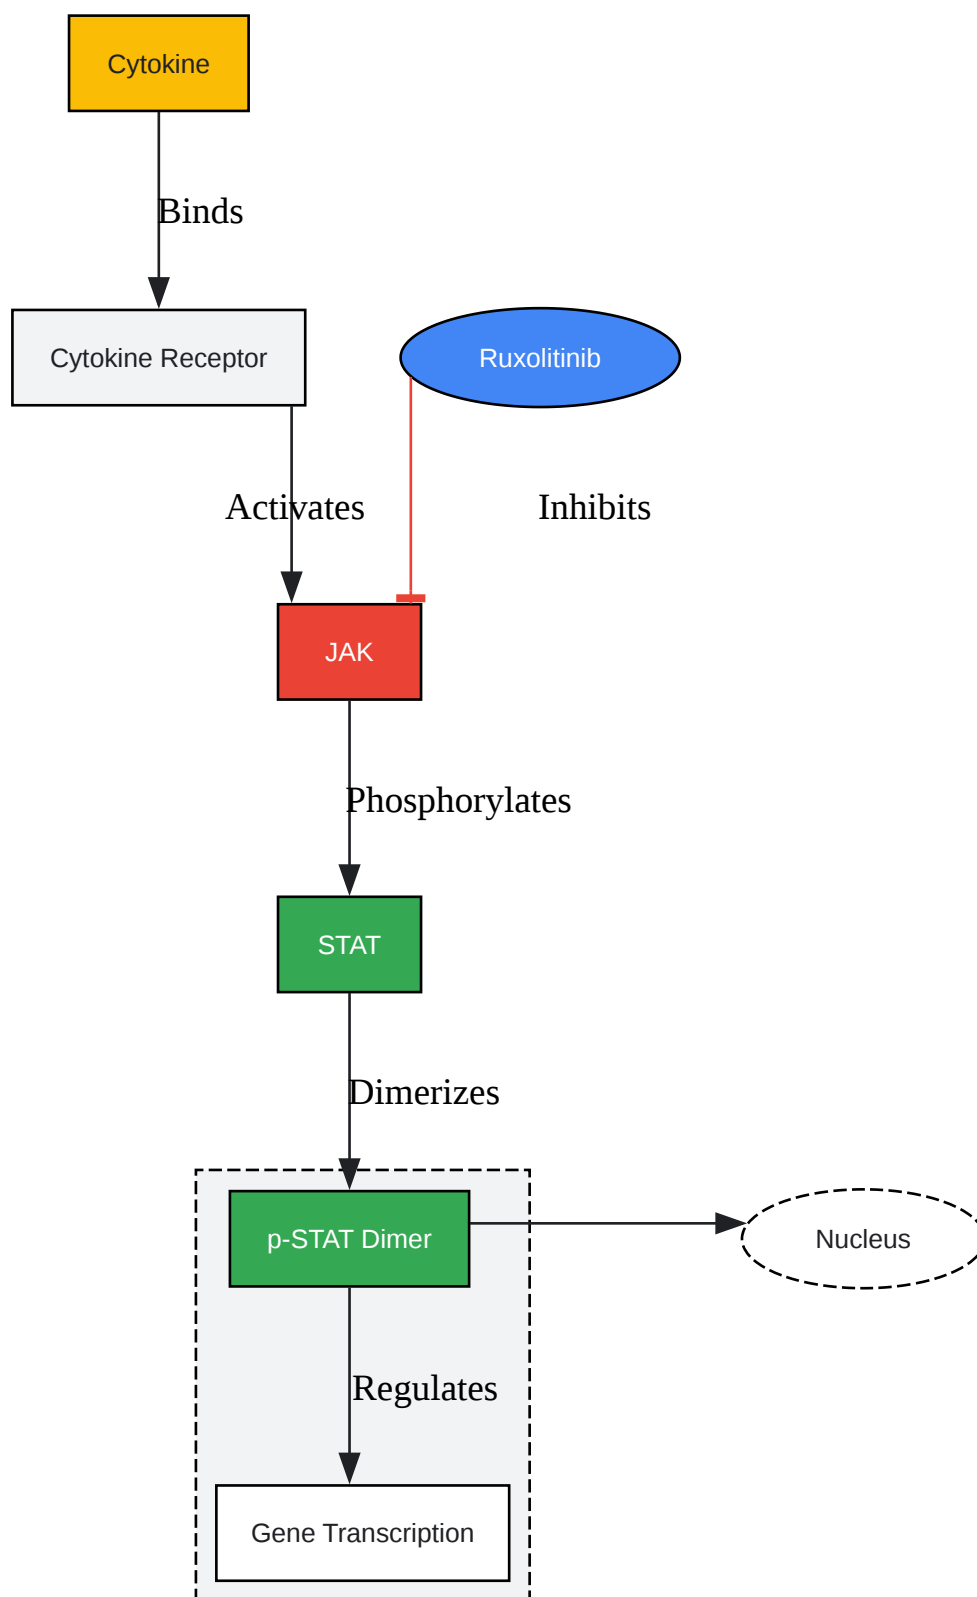 Cytokine
Binds
Cytokine Receptor
Ruxolitinib
Activates
Inhibits
JAK
Phosphorylates
STAT
Dimerizes
p-STAT Dimer
Nucleus
Regulates
Gene Transcription